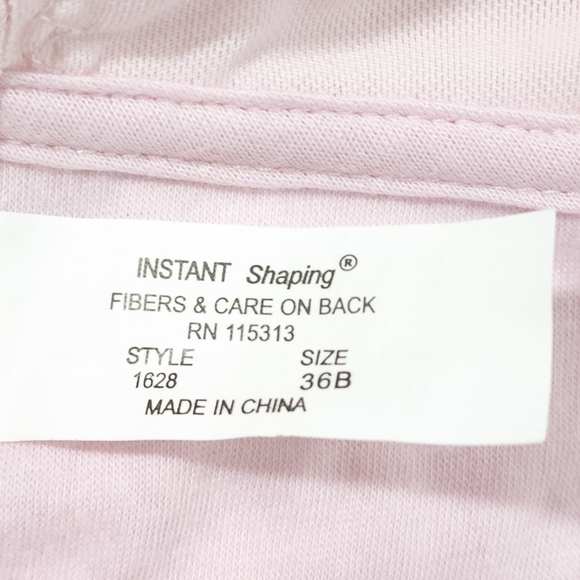 INSTANT Shaping®
FIBERS & CARE ON BACK
RN 115313
STYLE SIZE
1628 36B
MADE IN CHINA